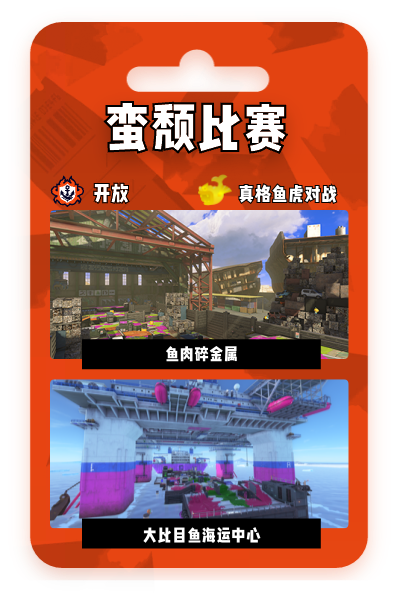 蛮颓比赛
开放
真格鱼虎对战
鱼肉碎金属
大比目鱼海运中心